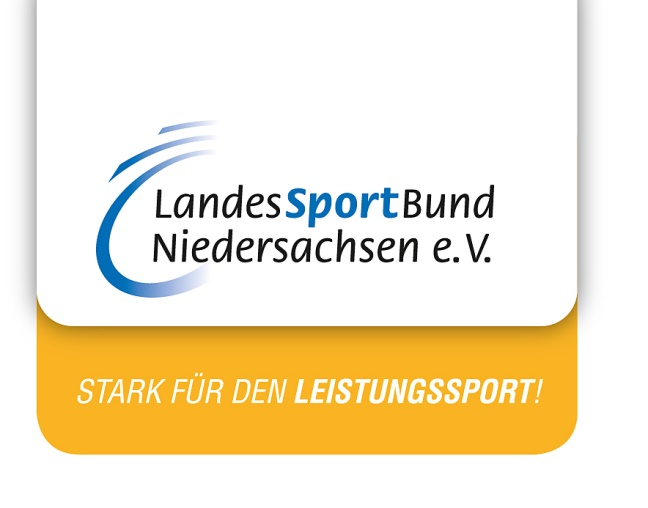 LandesSportBund
Niedersachsen e.V.
STARK FÜR DEN LEISTUNGSSPORT!